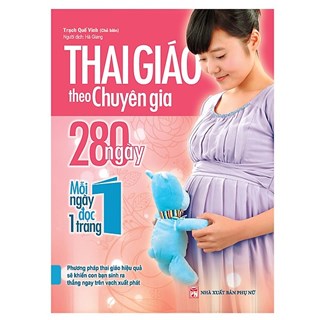 Trạch Quế Vinh (Chủ biên)
Người dịch: Hà Giang
THAI GIÁO
theo Chuyên gia
280 ngày
Mỗi
ngày
đọc
1 trang
1
Phương pháp thai giáo hiệu quả
sẽ khiến con bạn sinh ra
thắng ngay trên vạch xuất phát
NHÀ XUẤT BẢN PHỤ NỮ